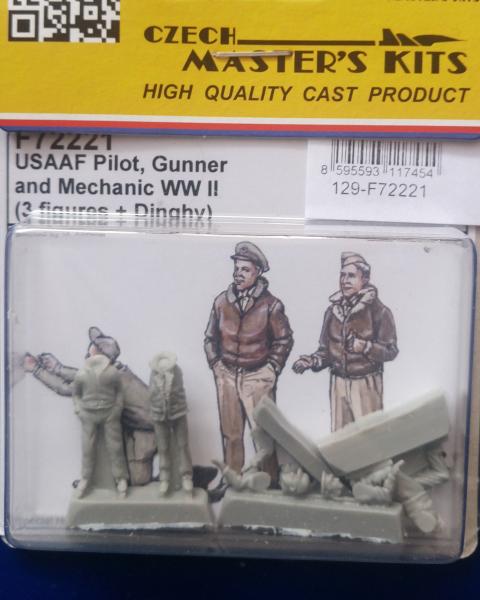 CZECH
MASTER'S KITS
HIGH QUALITY CAST PRODUCT
F72221
USAAF Pilot, Gunner
and Mechanic WW II
(3 figures + Dinghy)
8 595593 117454
129-F72221